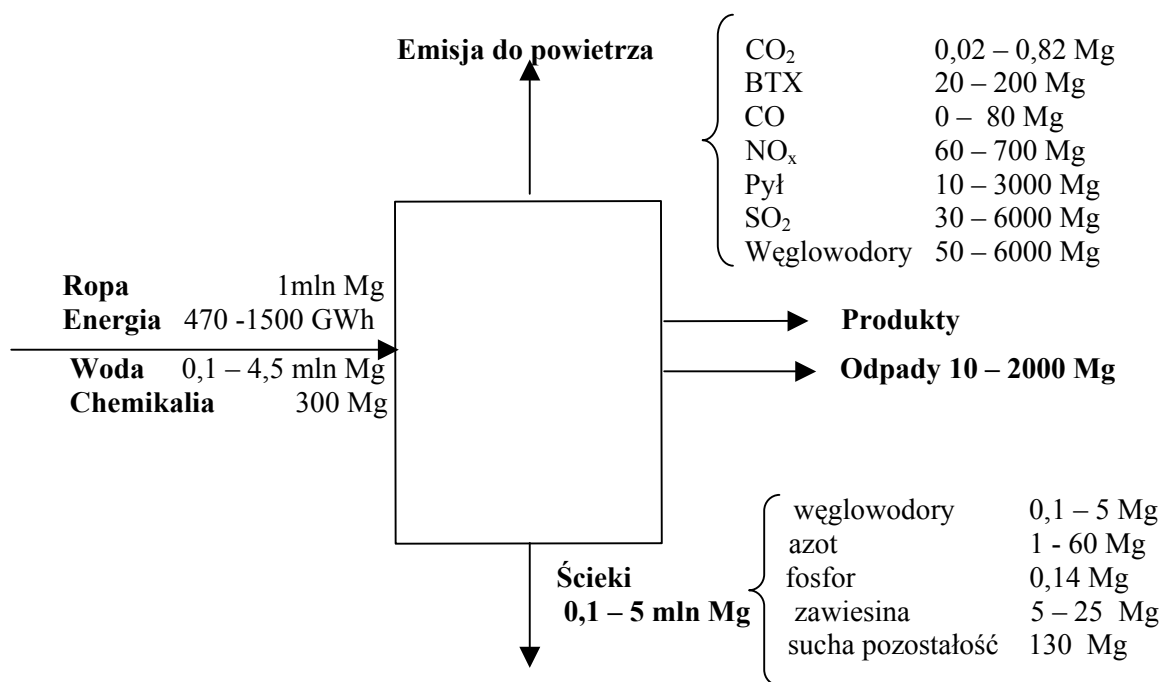 Emisja do powietrza
CO₂ 0,02 – 0,82 Mg
BTX 20 – 200 Mg
CO 0 – 80 Mg
NOₓ 60 – 700 Mg
Pył 10 – 3000 Mg
SO₂ 30 – 6000 Mg
Węglowodory 50 – 6000 Mg
Ropa 1mln Mg
Energia 470 -1500 GWh
Woda 0,1 – 4,5 mln Mg
Chemikalia 300 Mg
Produkty
Odpady 10 – 2000 Mg
Ścieki
0,1 – 5 mln Mg
węglowodory 0,1 – 5 Mg
azot 1 - 60 Mg
fosfor 0,14 Mg
zawiesina 5 – 25 Mg
sucha pozostałość 130 Mg